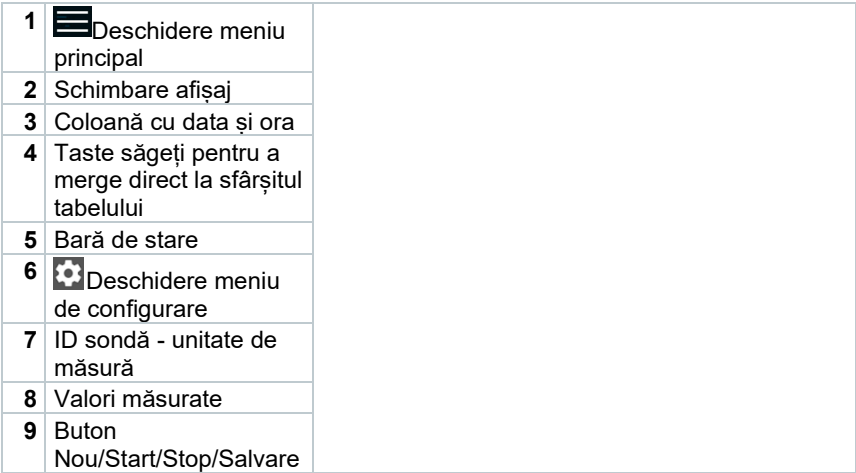 1 Deschidere meniu
principal
2 Schimbare afișaj
3 Coloană cu data și ora
4 Taste săgeți pentru a
merge direct la sfârșitul
tabelului
5 Bară de stare
6 Deschidere meniu
de configurare
7 ID sondă - unitate de
măsură
8 Valori măsurate
9 Buton
Nou/Start/Stop/Salvare